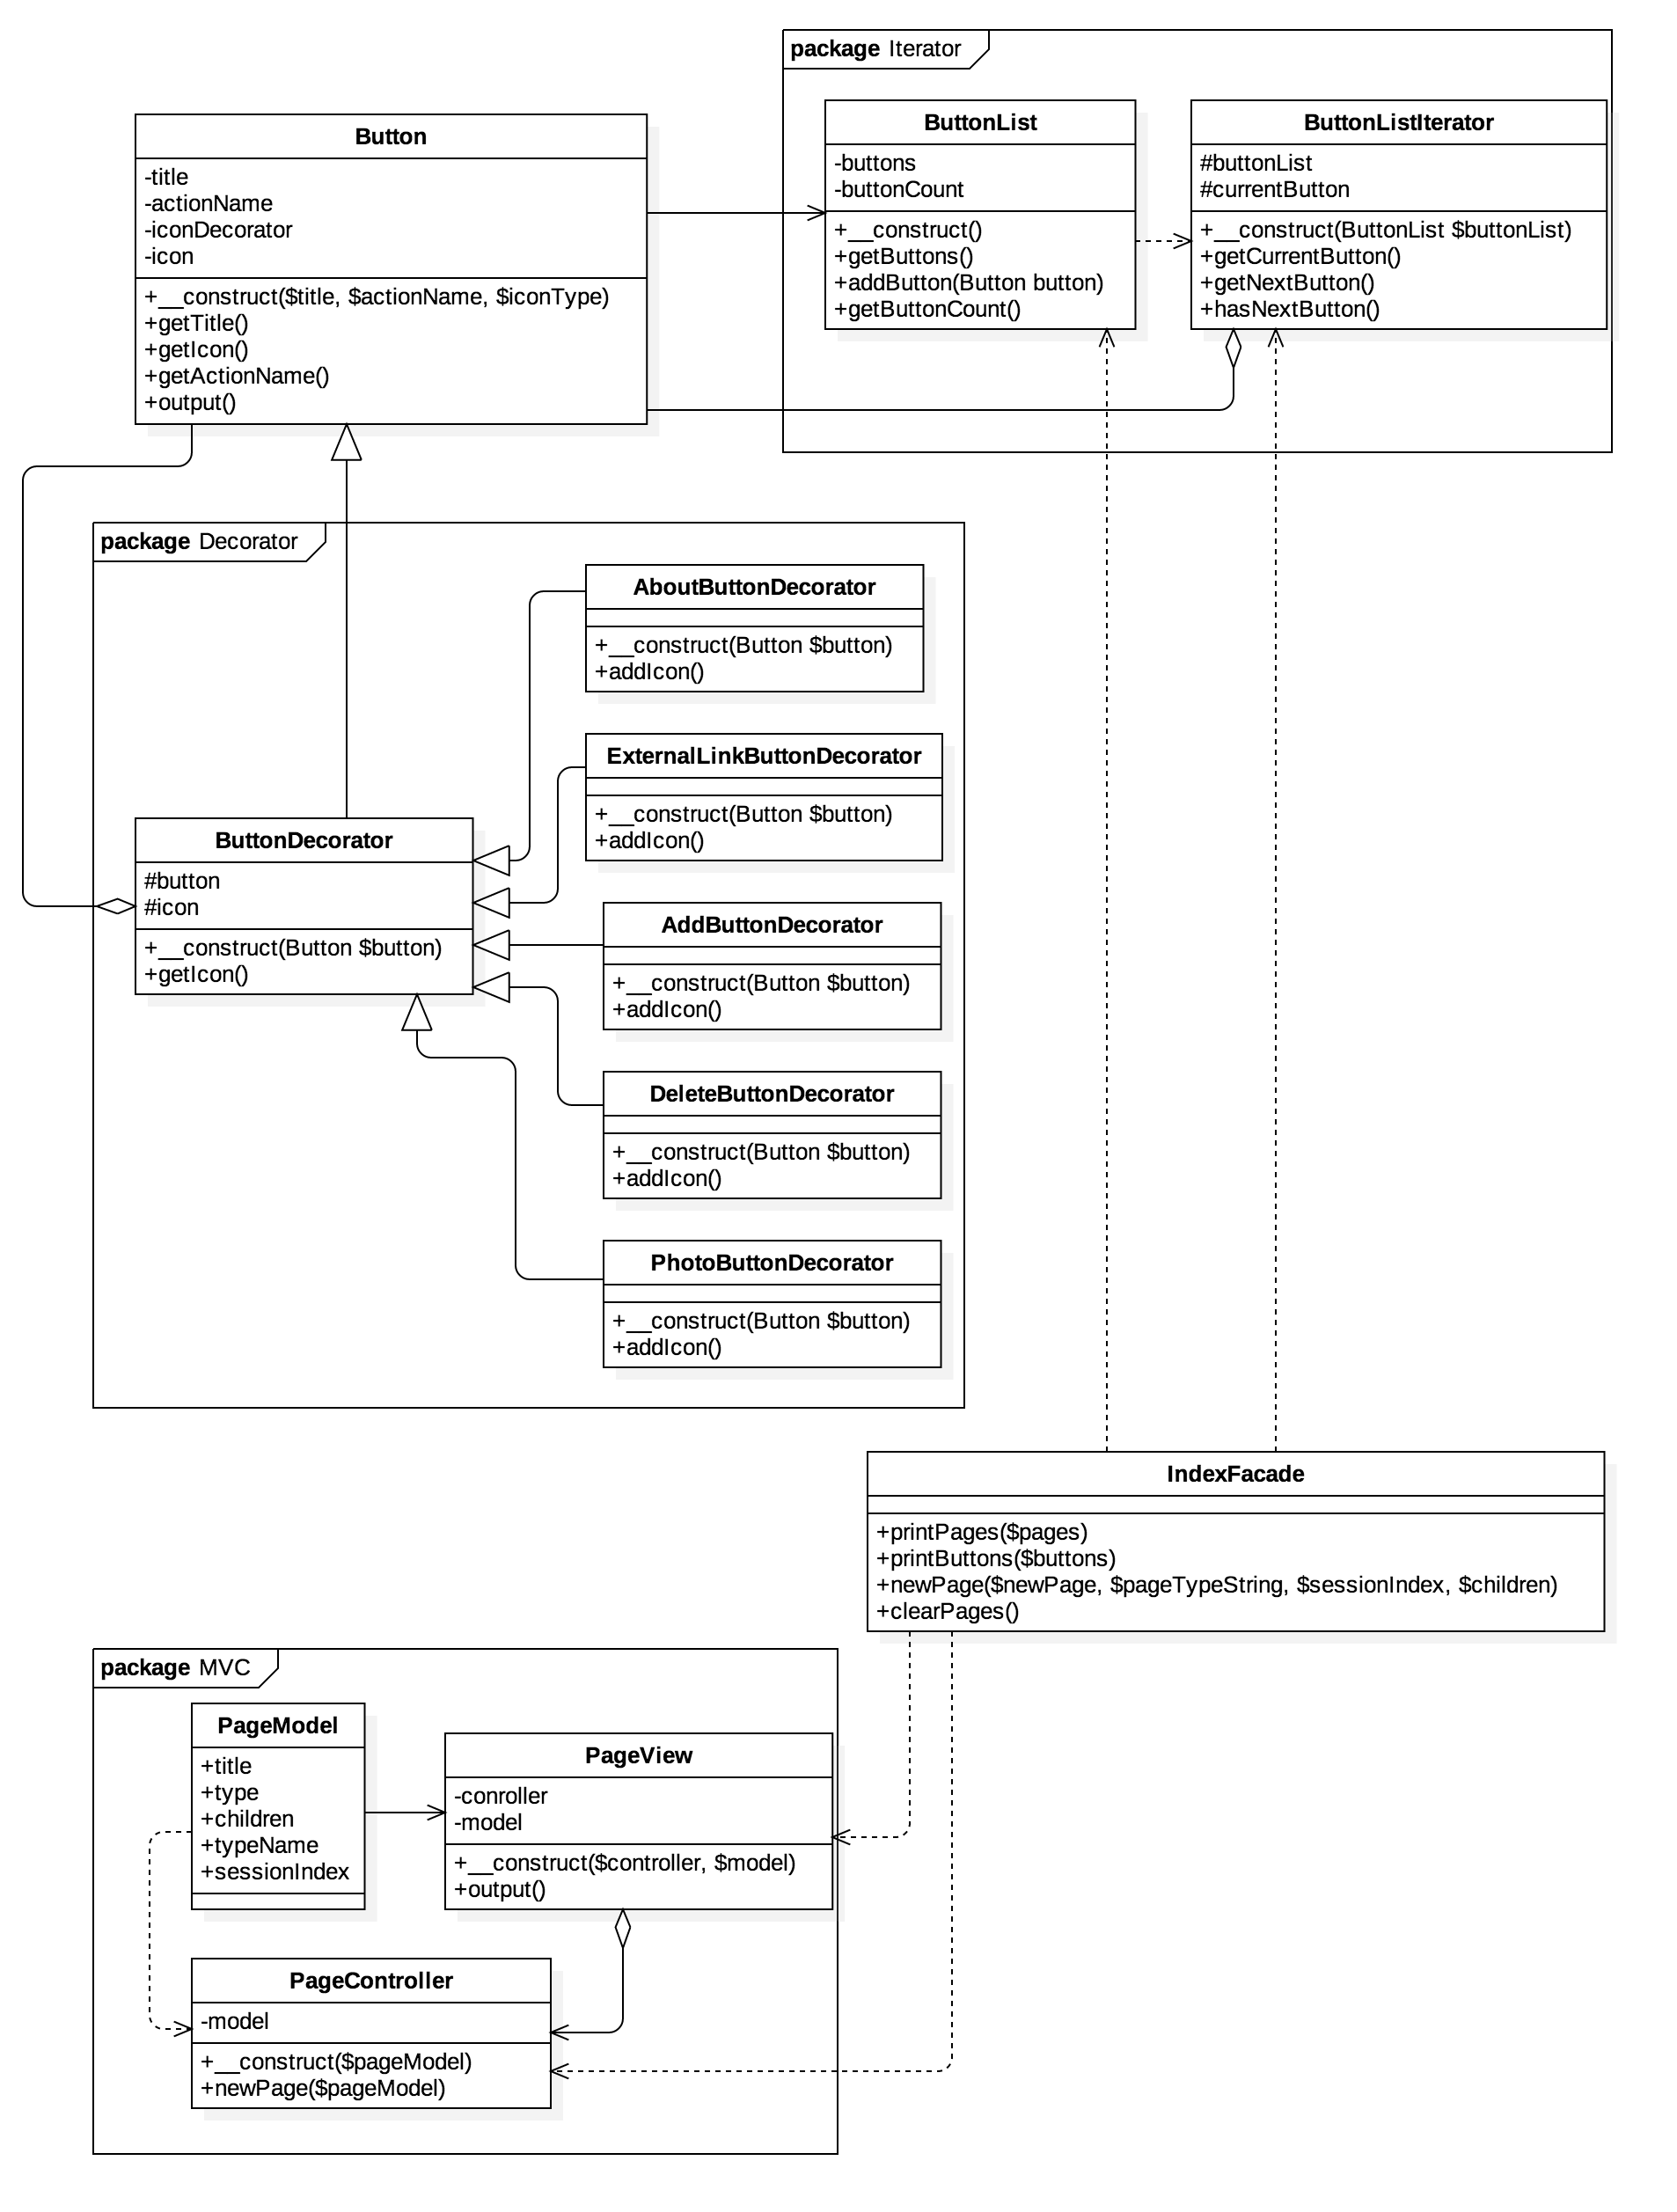 package Iterator
Button
-title
-actionName
-iconDecorator
-icon
+__construct($title, $actionName, $iconType)
+getTitle()
+getIcon()
+getActionName()
+output()
ButtonList
-buttons
-buttonCount
+__construct()
+getButtons()
+addButton(Button button)
+getButtonCount()
ButtonListIterator
#buttonList
#currentButton
+__construct(ButtonList $buttonList)
+getCurrentButton()
+getNextButton()
+hasNextButton()
package Decorator
AboutButtonDecorator
+__construct(Button $button)
+addIcon()
ExternalLinkButtonDecorator
+__construct(Button $button)
+addIcon()
ButtonDecorator
#button
#icon
+__construct(Button $button)
+getIcon()
AddButtonDecorator
+__construct(Button $button)
+addIcon()
DeleteButtonDecorator
+__construct(Button $button)
+addIcon()
PhotoButtonDecorator
+__construct(Button $button)
+addIcon()
IndexFacade
+printPages($pages)
+printButtons($buttons)
+newPage($newPage, $pageTypeString, $sessionIndex, $children)
+clearPages()
package MVC
PageModel
+title
+type
+children
+typeName
+sessionIndex
PageView
-conroller
-model
+__construct($controller, $model)
+output()
PageController
-model
+__construct($pageModel)
+newPage($pageModel)